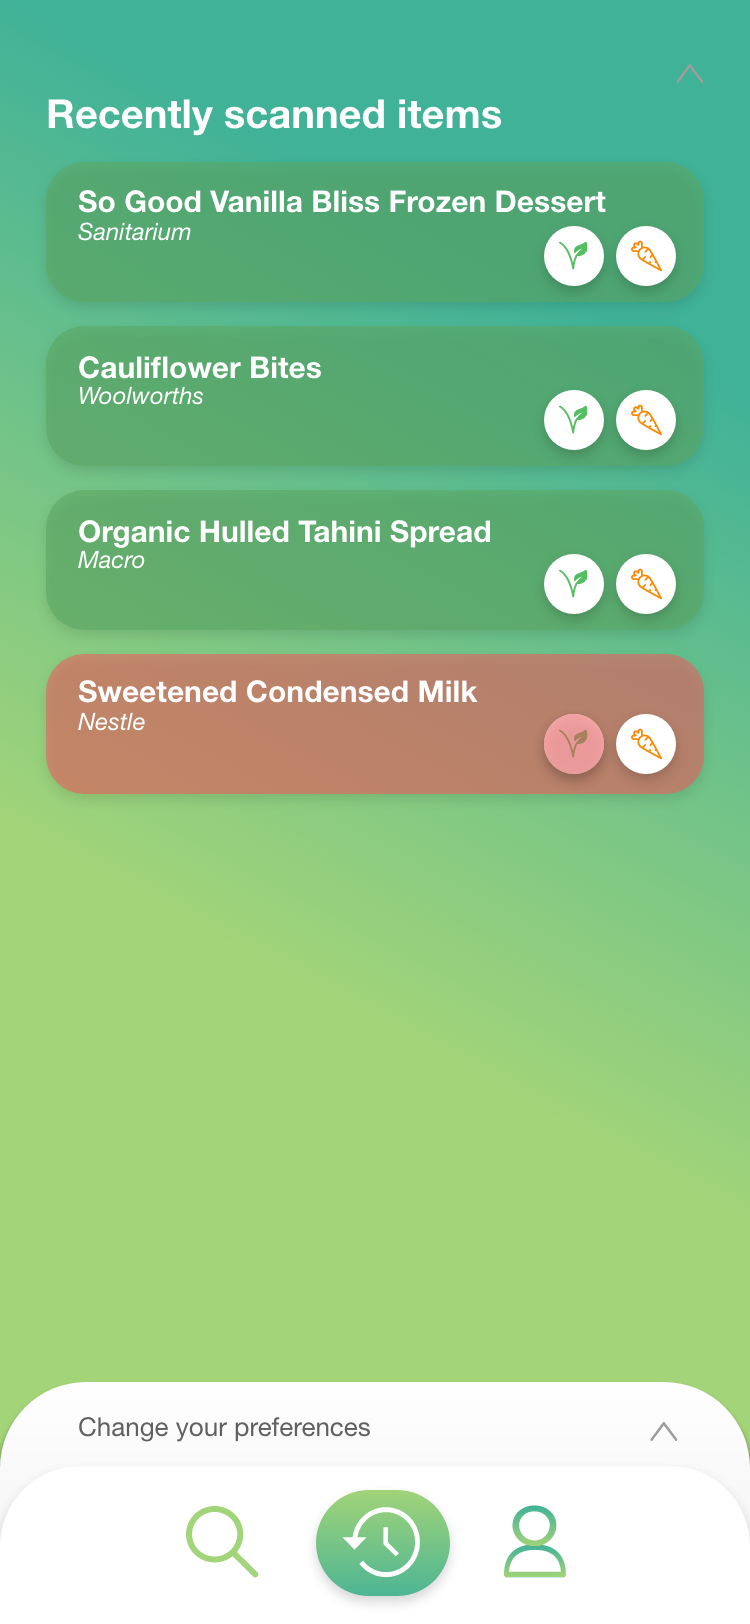 Recently scanned items
So Good Vanilla Bliss Frozen Dessert
Sanitarium
Cauliflower Bites
Woolworths
Organic Hulled Tahini Spread
Macro
Sweetened Condensed Milk
Nestle
Change your preferences